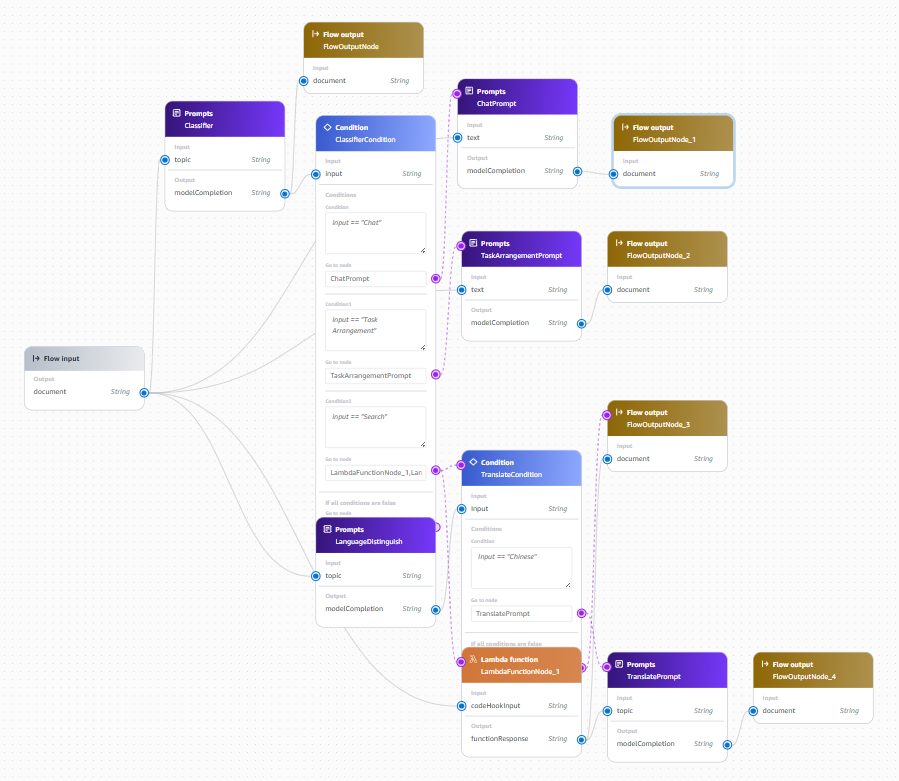 Flow output
FlowOutputNode
Input
document String
Prompts
Classifier
Input
topic String
Output
modelCompletion String
Condition
ClassifierCondition
Input
input String
Conditions
Condition
Input == "Chat"
Go to node
ChatPrompt
Condition1
Input == "Task
Arrangement"
Go to node
TaskArrangementPrompt
Condition2
Input == "Search"
Go to node
LambdaFunctionNode_1,Lan
If all conditions are false
Go to node
Prompts
ChatPrompt
Input
text String
Output
modelCompletion String
Flow output
FlowOutputNode_1
Input
document String
Prompts
TaskArrangementPrompt
Input
text String
Output
modelCompletion String
Flow output
FlowOutputNode_2
Input
document String
Flow input
Output
document String
Flow output
FlowOutputNode_3
Input
document String
Condition
TranslateCondition
Input
input String
Conditions
Condition
Input == "Chinese"
Go to node
TranslatePrompt
If all conditions are false
Prompts
LanguageDistinguish
Input
topic String
Output
modelCompletion String
Lambda function
LambdaFunctionNode_1
Input
codeHookInput String
Output
functionResponse String
Prompts
TranslatePrompt
Input
topic String
Output
modelCompletion String
Flow output
FlowOutputNode_4
Input
document String